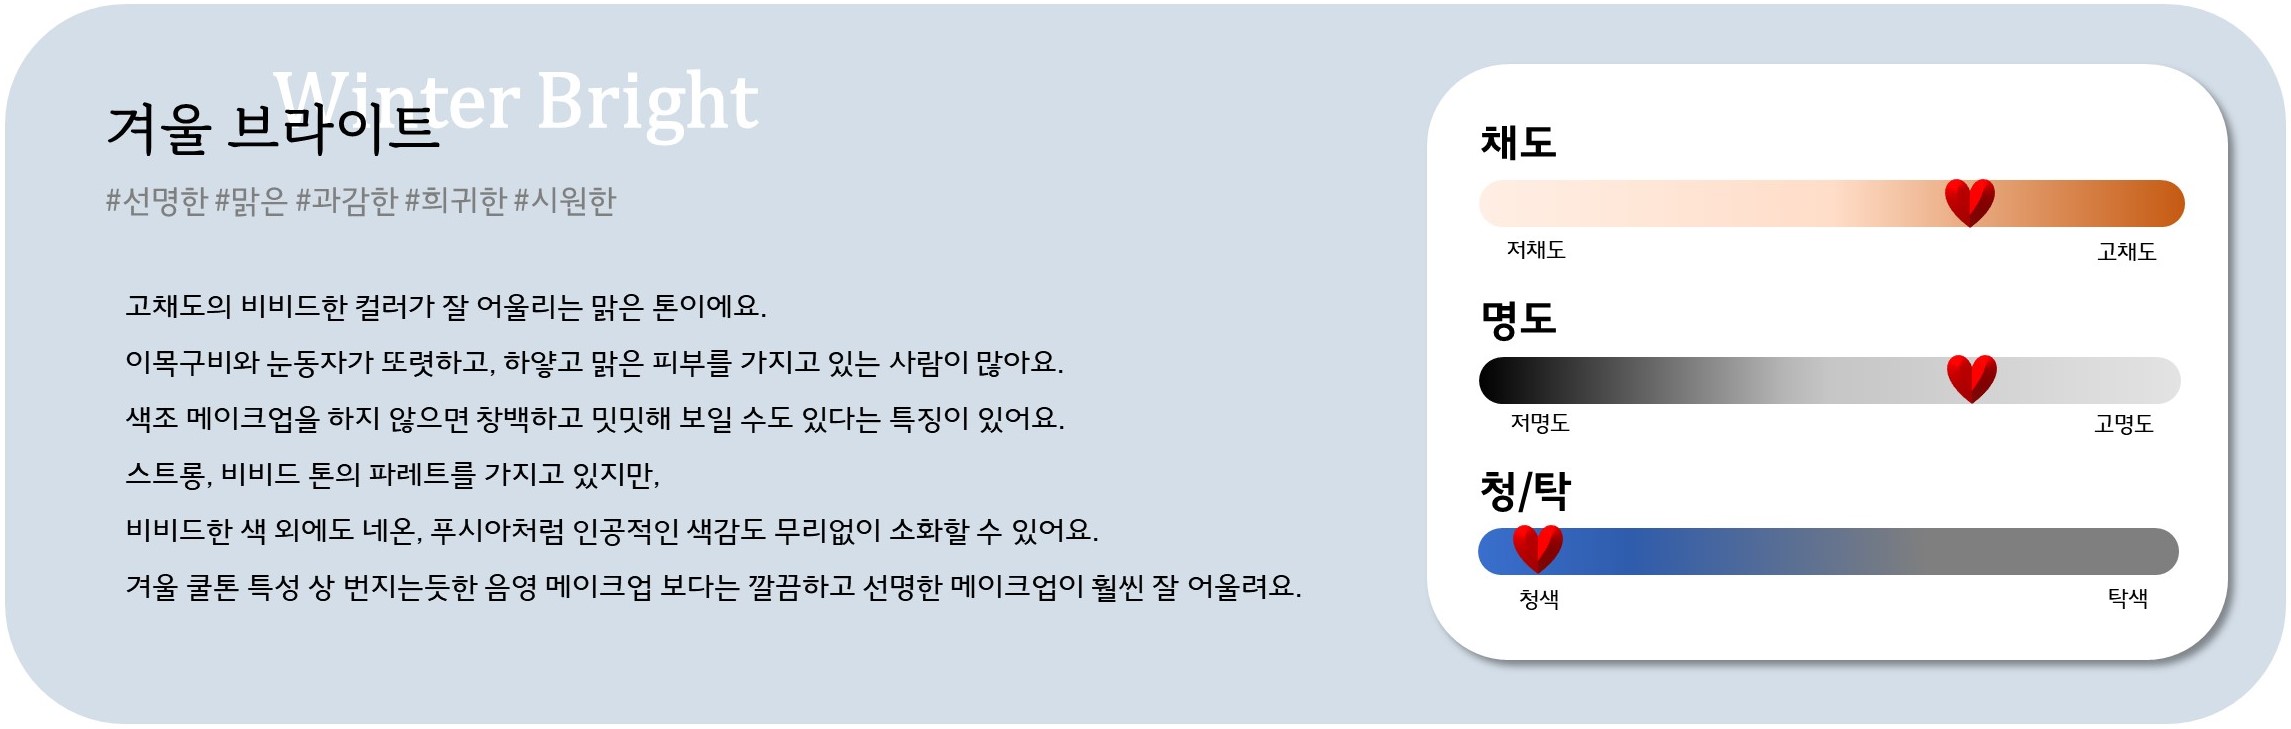 Winter Bright
겨울 브라이트
#선명한 #맑은 #과감한 #희귀한 #시원한
고채도의 비비드한 컬러가 잘 어울리는 맑은 톤이에요.
이목구비와 눈동자가 또렷하고, 하얗고 맑은 피부를 가지고 있는 사람이 많아요.
색조 메이크업을 하지 않으면 창백하고 밋밋해 보일 수도 있다는 특징이 있어요.
스트롱, 비비드 톤의 파레트를 가지고 있지만,
비비드한 색 외에도 네온, 푸시아처럼 인공적인 색감도 무리없이 소화할 수 있어요.
겨울 쿨톤 특성 상 번지는듯한 음영 메이크업 보다는 깔끔하고 선명한 메이크업이 훨씬 잘 어울려요.
채도
저채도 고채도
명도
저명도 고명도
청/탁
청색 탁색